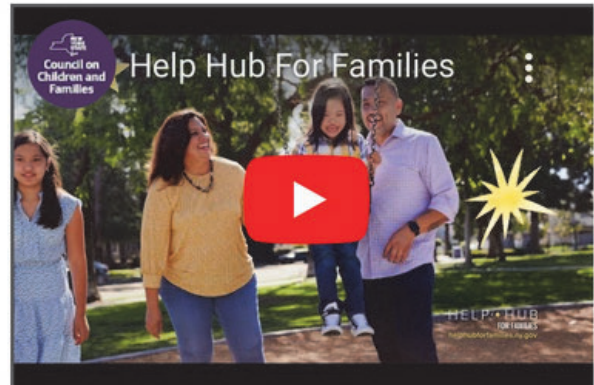 NEW
YORK
STATE
Council on
Children and
Families
Help Hub For Families
HELP HUB
FOR FAMILIES
helphubforfamilies.ny.gov